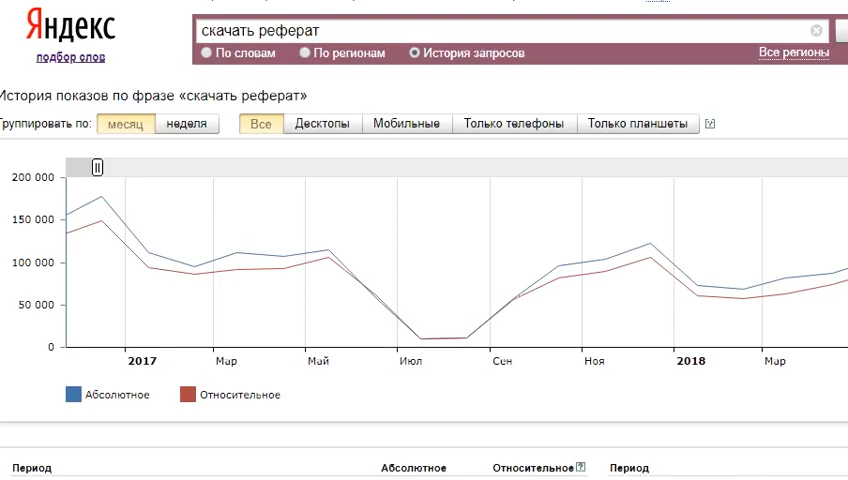 Яндекс
подбор слов
скачать реферат
По словам По регионам История запросов Все регионы
История показов по фразе «скачать реферат»
Группировать по: месяц неделя Все Десктопы Мобильные Только телефоны Только планшеты [?]
200 000
150 000
100 000
50 000
0
2017 Мар Май Июл Сен Ноя 2018 Мар
Абсолютное Относительное
Период Абсолютное Относительное [?] Период